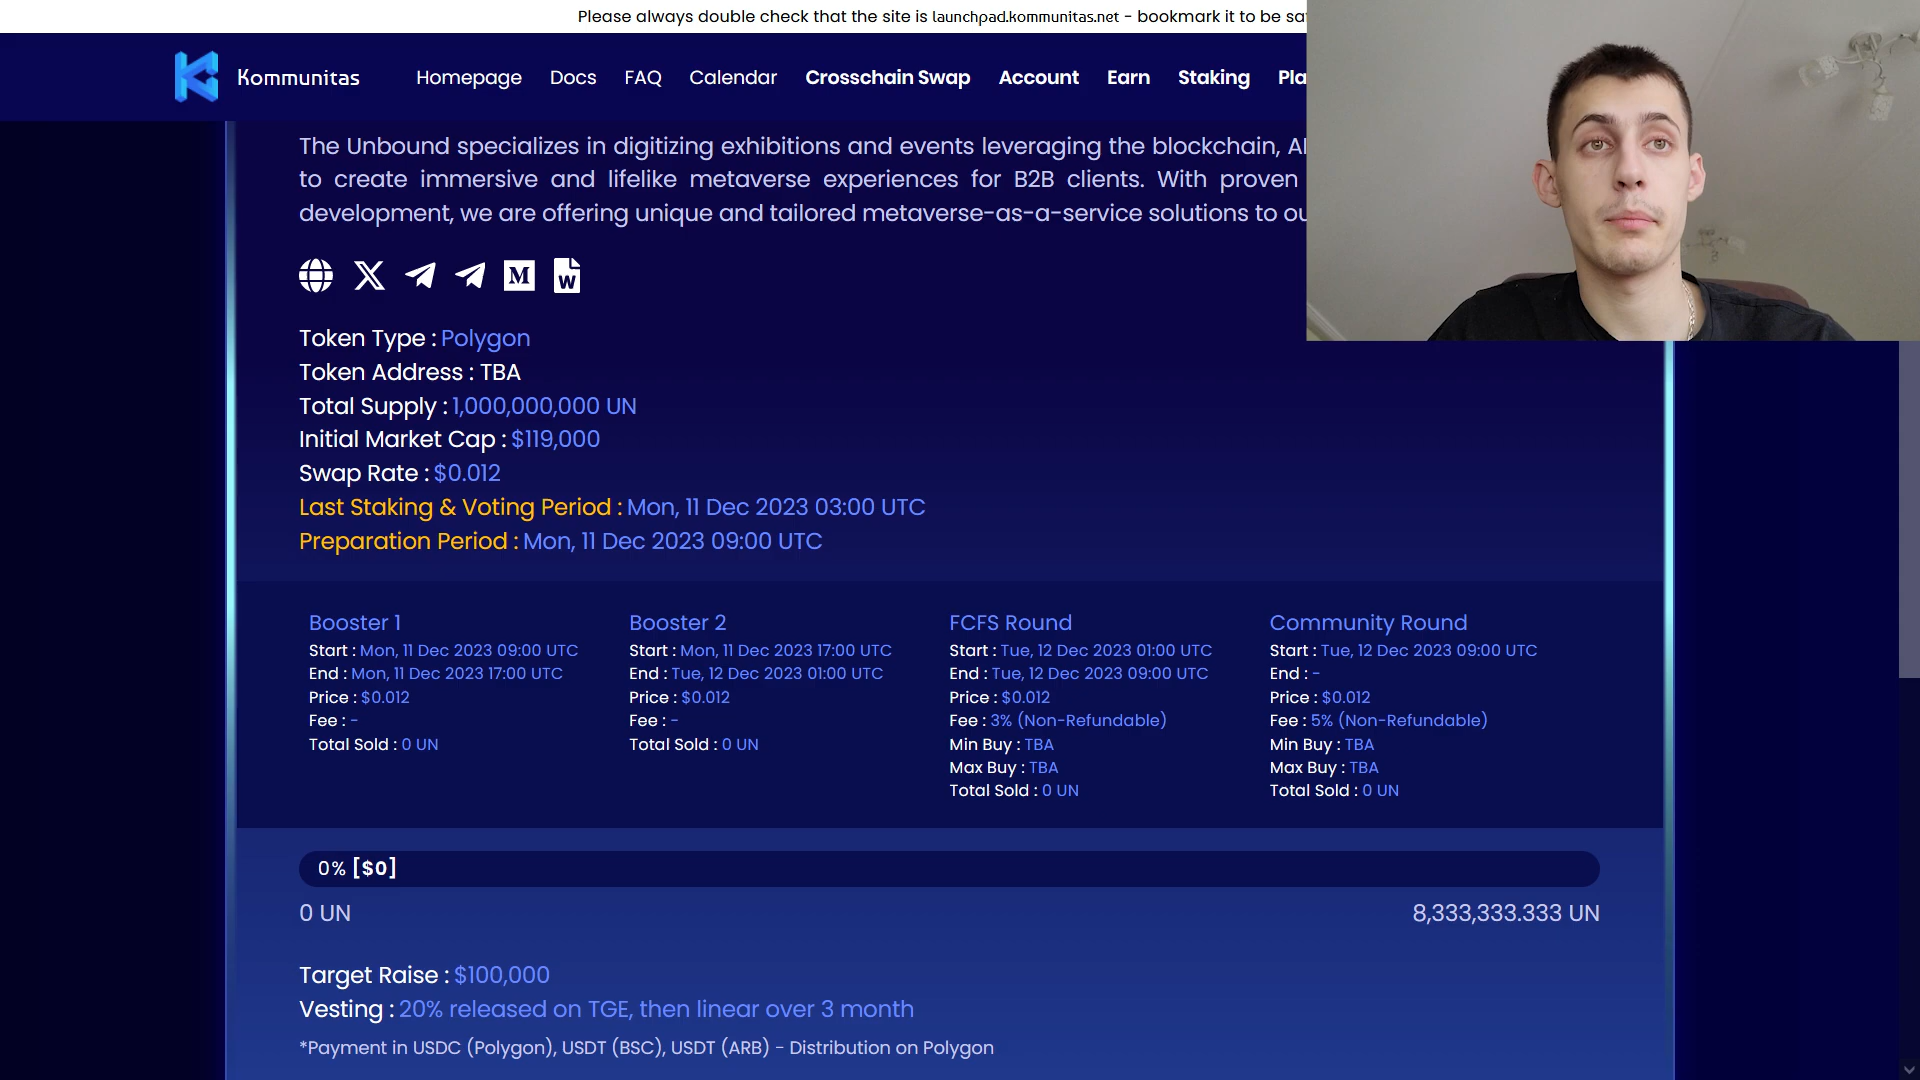 Please always double check that the site is launchpad.kommunitas.net - bookmark it to be
Kommunitas Homepage Docs FAQ Calendar Crosschain Swap Account Earn Staking
The Unbound specializes in digitizing exhibitions and events leveraging the blockchain,
to create immersive and lifelike metaverse experiences for B2B clients. With proven
development, we are offering unique and tailored metaverse-as-a-service solutions to
M W
Token Type : Polygon
Token Address : TBA
Total Supply : 1,000,000,000 UN
Initial Market Cap : $119,000
Swap Rate : $0.012
Last Staking & Voting Period : Mon, 11 Dec 2023 03:00 UTC
Preparation Period : Mon, 11 Dec 2023 09:00 UTC
Booster 1
Start : Mon, 11 Dec 2023 09:00 UTC
End : Mon, 11 Dec 2023 17:00 UTC
Price : $0.012
Fee : -
Total Sold : 0 UN
Booster 2
Start : Mon, 11 Dec 2023 17:00 UTC
End : Tue, 12 Dec 2023 01:00 UTC
Price : $0.012
Fee : -
Total Sold : 0 UN
FCFS Round
Start : Tue, 12 Dec 2023 01:00 UTC
End : Tue, 12 Dec 2023 09:00 UTC
Price : $0.012
Fee : 3% (Non-Refundable)
Min Buy : TBA
Max Buy : TBA
Total Sold : 0 UN
Community Round
Start : Tue, 12 Dec 2023 09:00 UTC
End : -
Price : $0.012
Fee : 5% (Non-Refundable)
Min Buy : TBA
Max Buy : TBA
Total Sold : 0 UN
0% [$0]
0 UN 8,333,333.333 UN
Target Raise : $100,000
Vesting : 20% released on TGE, then linear over 3 month
*Payment in USDC (Polygon), USDT (BSC), USDT (ARB) - Distribution on Polygon